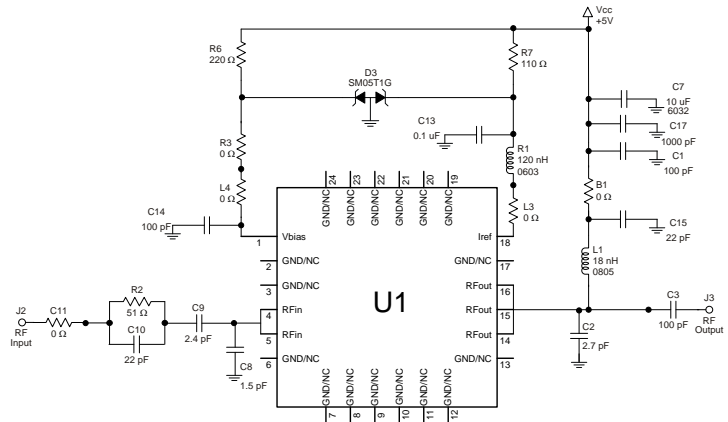 Vcc
+5V
R6
220 Ω
R7
110 Ω
D3
SM05T1G
C7
10 uF
6032
C13
0.1 uF
C17
1000 pF
R3
0 Ω
R1
120 nH
0603
C1
100 pF
L4
0 Ω
24
23
22
21
20
19
B1
0 Ω
L3
0 Ω
C14
100 pF
GND/NC
GND/NC
GND/NC
GND/NC
GND/NC
GND/NC
C15
22 pF
1
Vbias
Iref
18
L1
18 nH
0805
2
GND/NC
GND/NC
17
3
GND/NC
RFout
16
U1
J2
RF
Input
C11
0 Ω
R2
51 Ω
C10
22 pF
C9
2.4 pF
4
RFin
RFout
15
C3
100 pF
J3
RF
Output
5
RFin
RFout
14
C2
2.7 pF
C8
1.5 pF
6
GND/NC
GND/NC
13
GND/NC
GND/NC
GND/NC
GND/NC
GND/NC
GND/NC
7
8
9
10
11
12